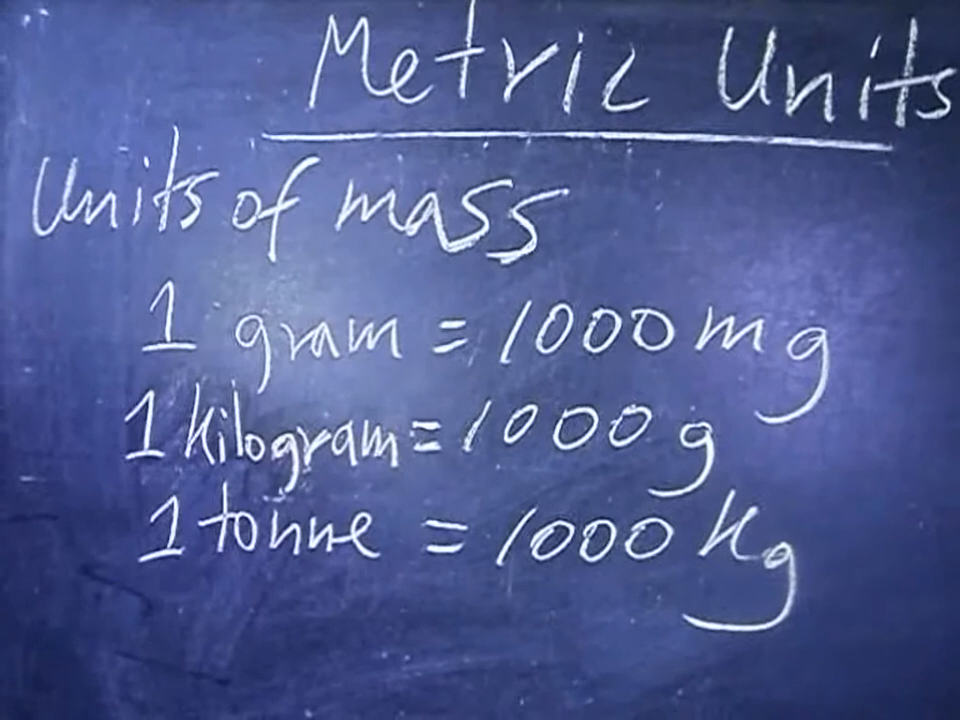 Metric Units
Units of mass
1 gram = 1000 mg
1 kilogram = 1000 g
1 tonne = 1000 Kg